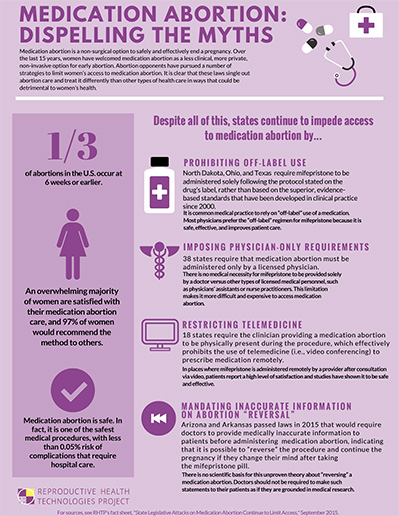 MEDICATION ABORTION:
DISPELLING THE MYTHS
Medication abortion is a non-surgical option to safely and effectively end a pregnancy. Over
the last 15 years, women have welcomed medication abortion as a less clinical, more private,
non-invasive option for early abortion. Abortion opponents have pursued a number of
strategies to limit women's access to medication abortion. It is clear that these laws single out
abortion care and treat it differently than other types of health care in ways that could be
detrimental to women's health.
1/3
of abortions in the U.S. occur at
6 weeks or earlier.
An overwhelming majority
of women are satisfied with
their medication abortion
care, and 97% of women
would recommend the
method to others.
Medication abortion is safe. In
fact, it is one of the safest
medical procedures, with less
than 0.05% risk of
complications that require
hospital care.
Despite all of this, states continue to impede access
to medication abortion by...
PROHIBITING OFF-LABEL USE
North Dakota, Ohio, and Texas require mifepristone to be
administered solely following the protocol stated on the
drug's label, rather than based on the superior, evidence-
based standards that have been developed in clinical practice
since 2000.
It is common medical practice to rely on "off-label" use of a medication.
Most physicians prefer the "off-label" regimen for mifepristone because it is
safe, effective, and improves patient care.
IMPOSING PHYSICIAN-ONLY REQUIREMENTS
38 states require that medication abortion must be
administered only by a licensed physician.
There is no medical necessity for mifepristone to be provided solely
by a doctor versus other types of licensed medical personnel, such
as physicians' assistants or nurse practitioners. This limitation
makes it more difficult and expensive to access medication
abortion.
RESTRICTING TELEMEDICINE
18 states require the clinician providing a medication abortion
to be physically present during the procedure, which effectively
prohibits the use of telemedicine (i.e., video conferencing) to
prescribe medication remotely.
In places where mifepristone is administered remotely by a provider after consultation
via video, patients report a high level of satisfaction and studies have shown it to be safe
and effective.
MANDATING INACCURATE INFORMATION
ON ABORTION "REVERSAL"
Arizona and Arkansas passed laws in 2015 that would require
doctors to provide medically inaccurate information to
patients before administering medication abortion, indicating
that it is possible to "reverse" the procedure and continue the
pregnancy if they change their mind after taking
the mifepristone pill.
There is no scientific basis for this unproven theory about "reversing" a
medication abortion. Doctors should not be required to make such
statements to their patients as if they are grounded in medical research.
REPRODUCTIVE HEALTH
TECHNOLOGIES PROJECT
For sources, see RHTP's fact sheet, "State Legislative Attacks on Medication Abortion Continue to Limit Access," September 2015.